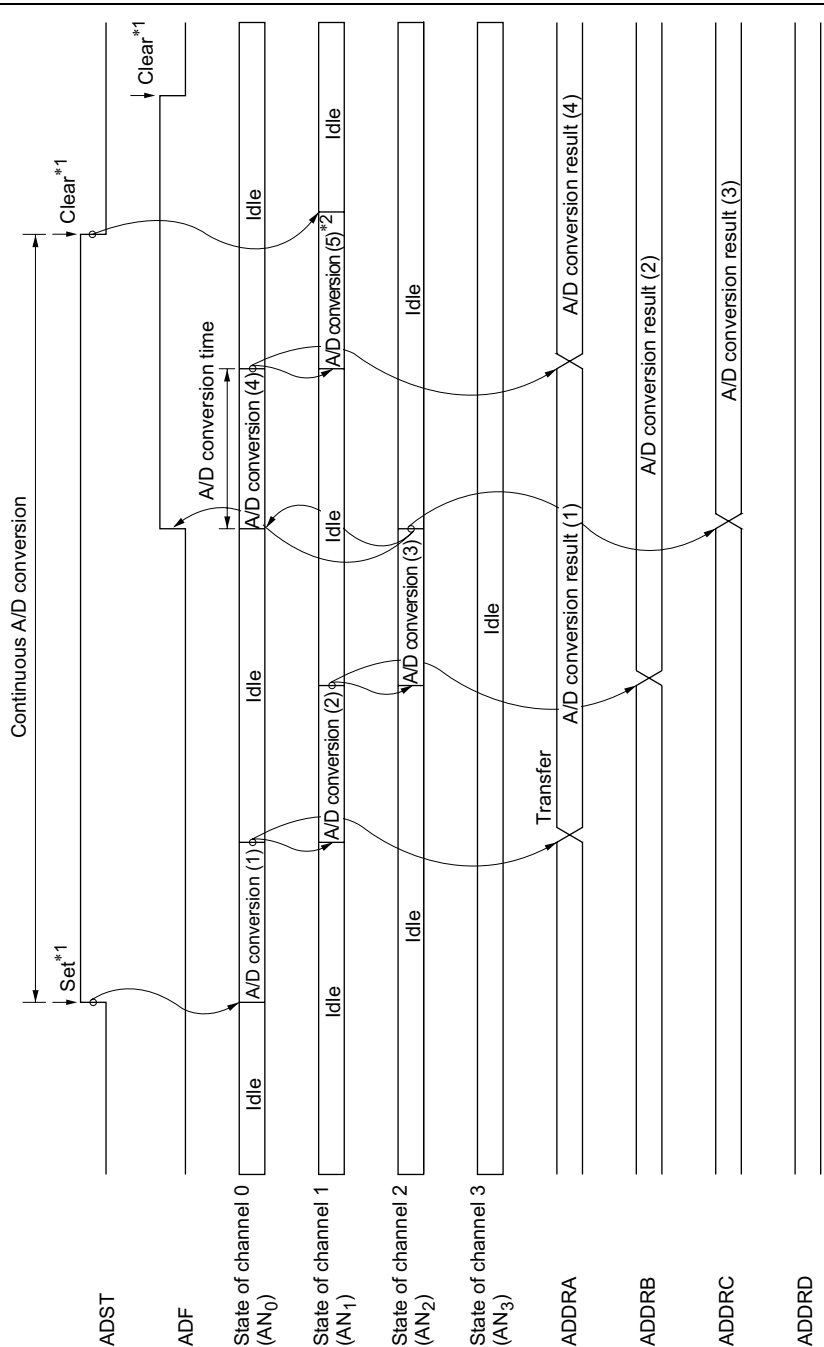 Continuous A/D conversion
Set*1
Clear*1
Clear*1
ADST
ADF
A/D conversion time
State of channel 0
(AN0)
Idle
A/D conversion (1)
Idle
A/D conversion (4)
Idle
State of channel 1
(AN1)
Idle
A/D conversion (2)
Idle
A/D conversion (5)*2
Idle
State of channel 2
(AN2)
Idle
A/D conversion (3)
Idle
State of channel 3
(AN3)
Idle
Transfer
ADDRA
A/D conversion result (1)
A/D conversion result (4)
ADDRB
A/D conversion result (2)
ADDRC
A/D conversion result (3)
ADDRD